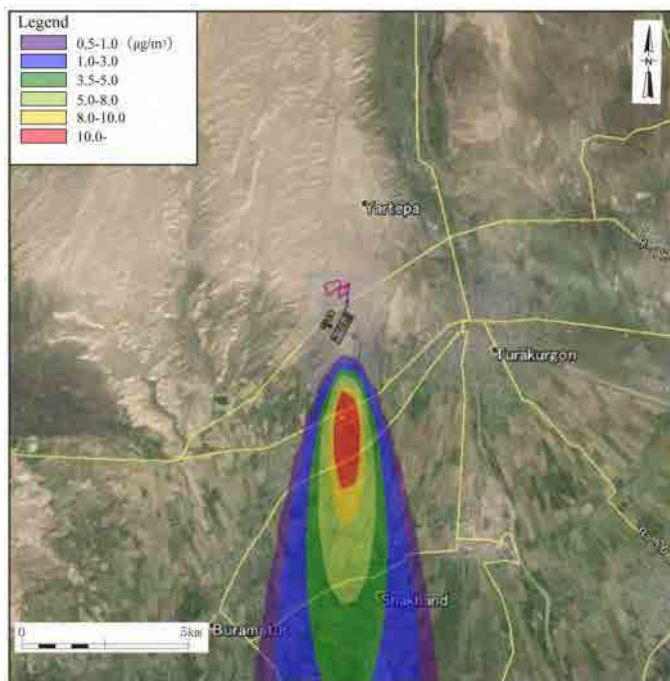 Legend
0.5-1.0 (μg/m³)
1.0-3.0
3.5-5.0
5.0-8.0
8.0-10.0
10.0-
N
Yartepa
Turakurgon
Shakhand
Buramatut
0 5km